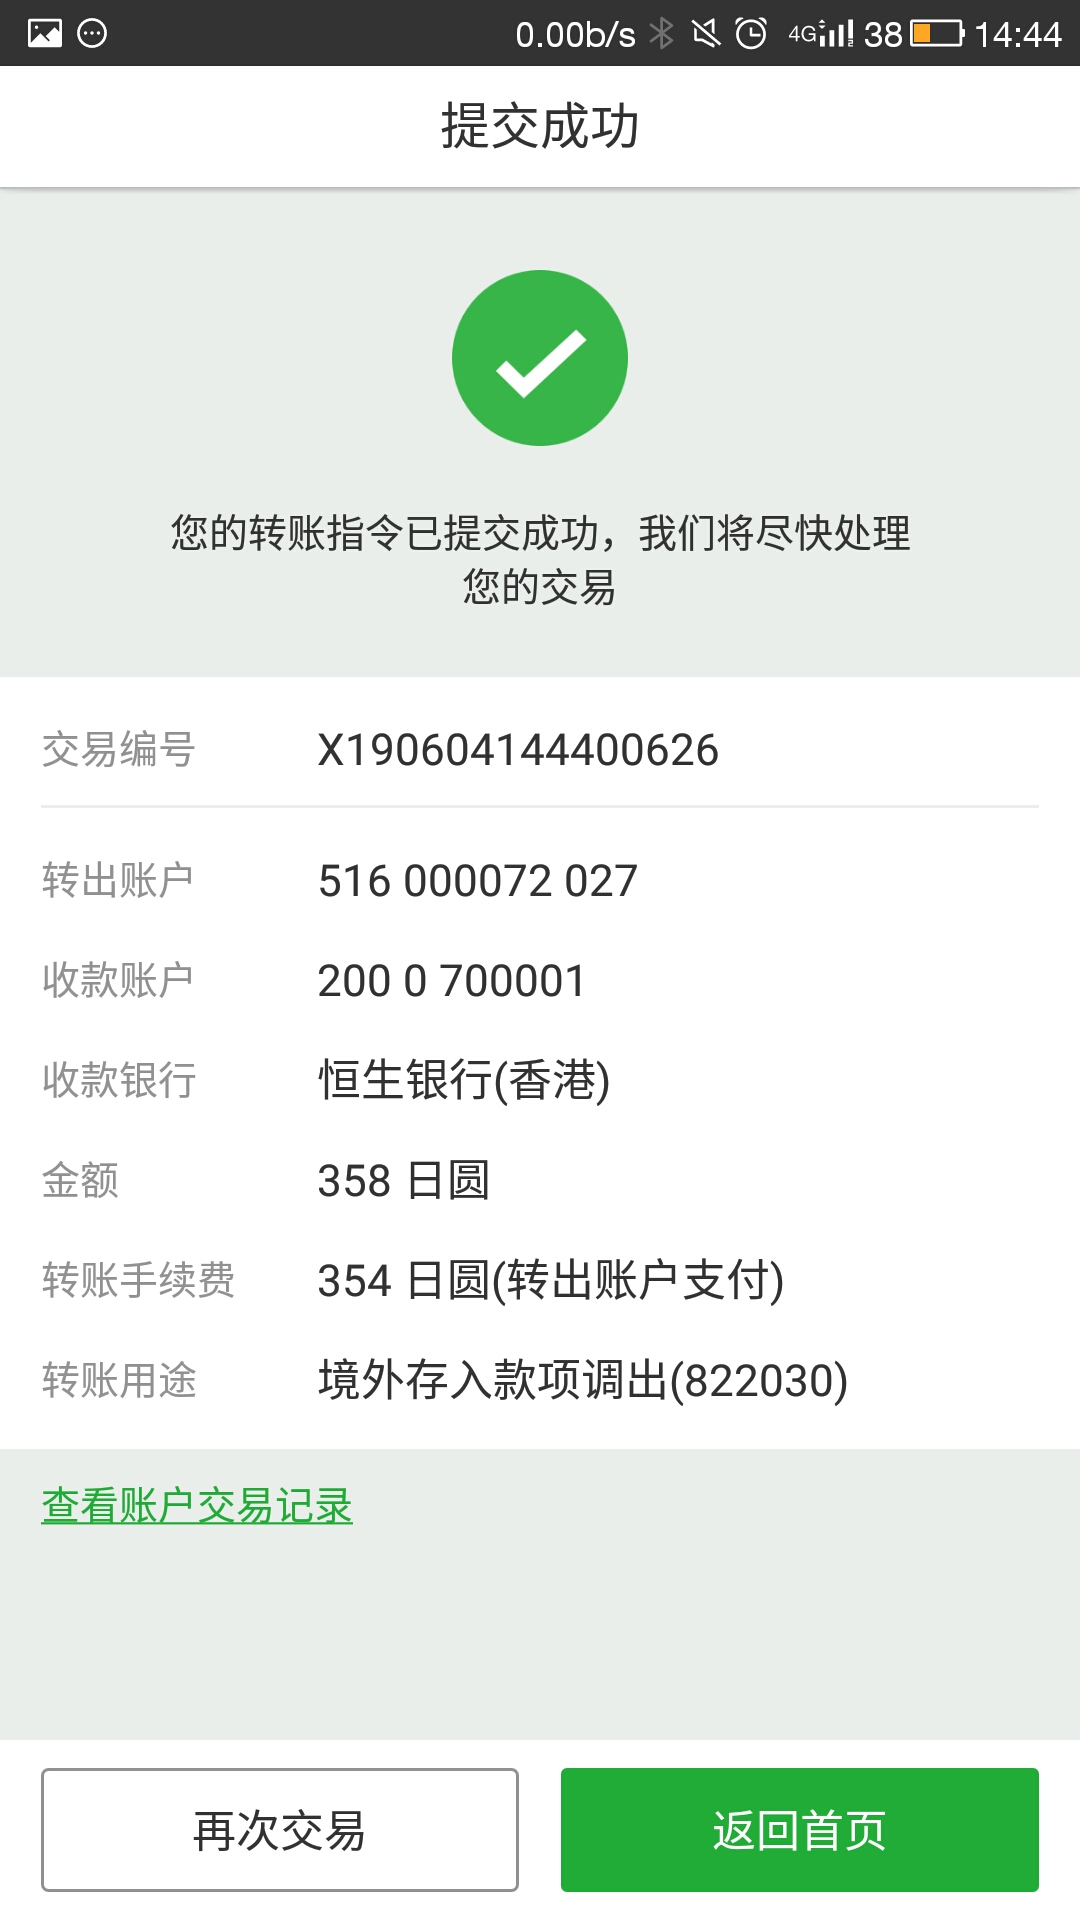 0.00b/s 4G 38 14:44
提交成功
您的转账指令已提交成功，我们将尽快处理
您的交易
交易编号 X190604144400626
转出账户 516 000072 027
收款账户 200 0 700001
收款银行 恒生银行(香港)
金额 358 日圆
转账手续费 354 日圆(转出账户支付)
转账用途 境外存入款项调出(822030)
查看账户交易记录
再次交易 返回首页